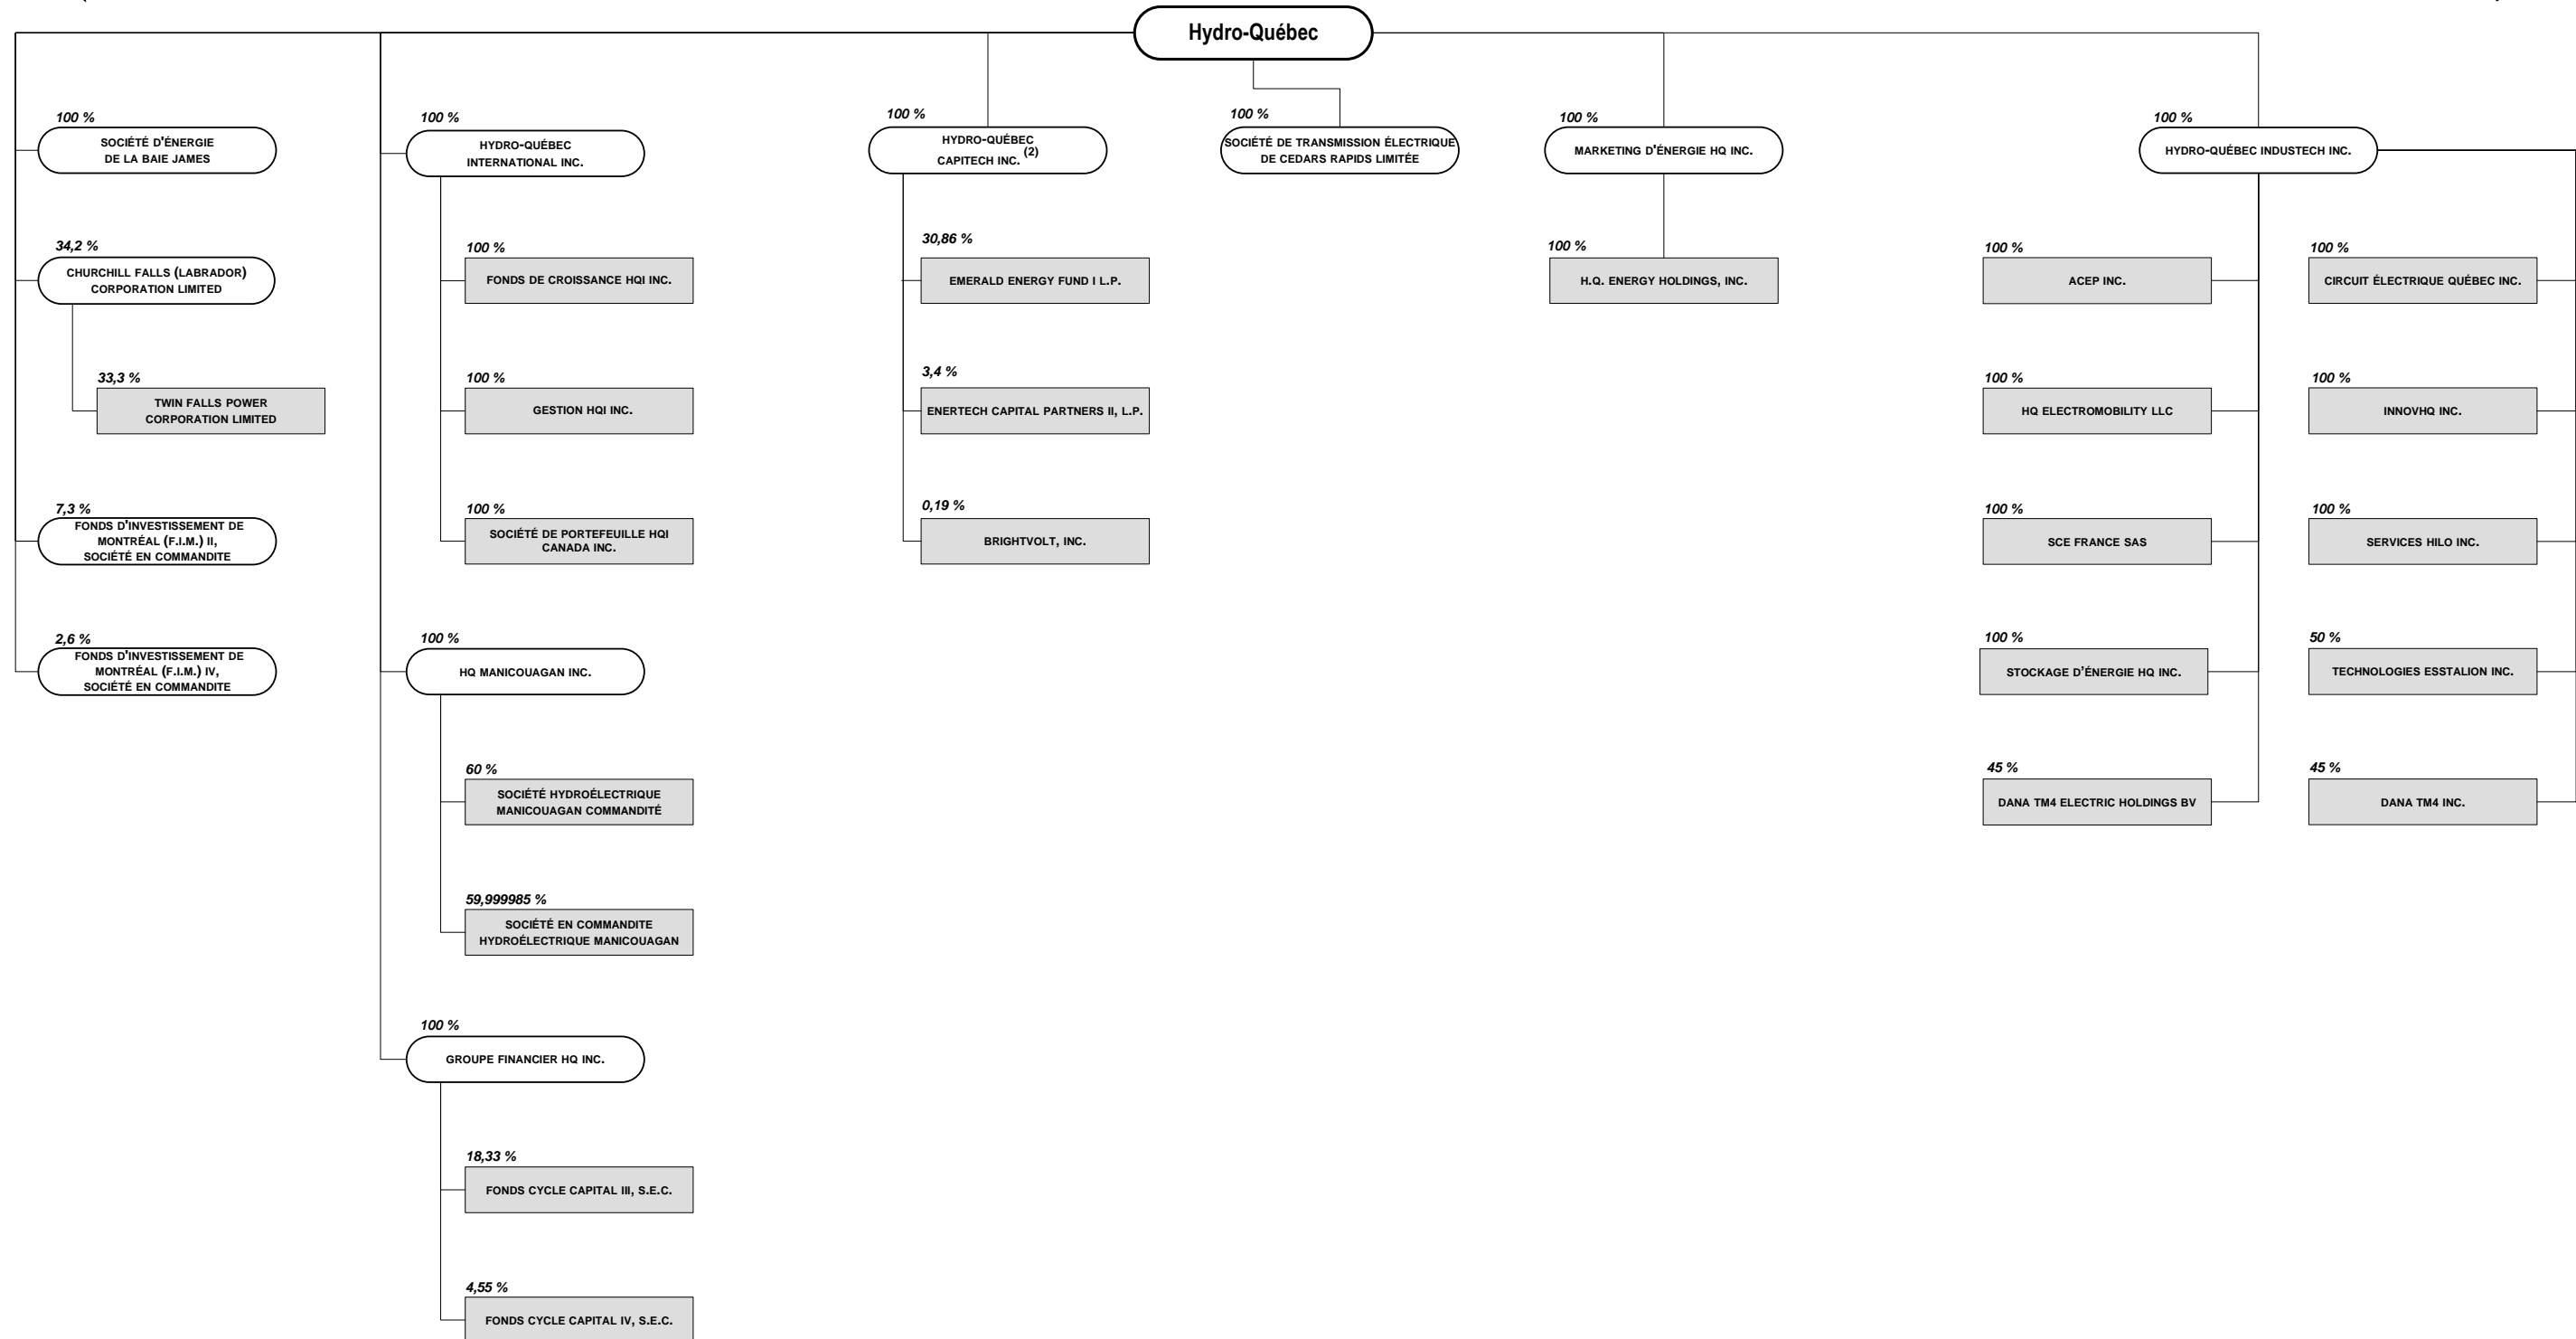 Hydro-Québec
100 %
SOCIÉTÉ D'ÉNERGIE
DE LA BAIE JAMES
34,2 %
CHURCHILL FALLS (LABRADOR)
CORPORATION LIMITED
33,3 %
TWIN FALLS POWER
CORPORATION LIMITED
7,3 %
FONDS D'INVESTISSEMENT DE
MONTRÉAL (F.I.M.) II,
SOCIÉTÉ EN COMMANDITE
2,6 %
FONDS D'INVESTISSEMENT DE
MONTRÉAL (F.I.M.) IV,
SOCIÉTÉ EN COMMANDITE
100 %
HYDRO-QUÉBEC
INTERNATIONAL INC.
100 %
FONDS DE CROISSANCE HQI INC.
100 %
GESTION HQI INC.
100 %
SOCIÉTÉ DE PORTEFEUILLE HQI
CANADA INC.
100 %
HQ MANICOUAGAN INC.
60 %
SOCIÉTÉ HYDROÉLECTRIQUE
MANICOUAGAN COMMANDITÉ
59,999985 %
SOCIÉTÉ EN COMMANDITE
HYDROÉLECTRIQUE MANICOUAGAN
100 %
GROUPE FINANCIER HQ INC.
18,33 %
FONDS CYCLE CAPITAL III, S.E.C.
4,55 %
FONDS CYCLE CAPITAL IV, S.E.C.
100 %
HYDRO-QUÉBEC
CAPITECH INC. (2)
30,86 %
EMERALD ENERGY FUND I L.P.
3,4 %
ENERTECH CAPITAL PARTNERS II, L.P.
0,19 %
BRIGHTVOLT, INC.
100 %
SOCIÉTÉ DE TRANSMISSION ÉLECTRIQUE
DE CEDARS RAPIDS LIMITÉE
100 %
MARKETING D'ÉNERGIE HQ INC.
100 %
H.Q. ENERGY HOLDINGS, INC.
100 %
HYDRO-QUÉBEC INDUSTECH INC.
100 %
ACEP INC.
100 %
HQ ELECTROMOBILITY LLC
100 %
SCE FRANCE SAS
100 %
STOCKAGE D'ÉNERGIE HQ INC.
45 %
DANA TM4 ELECTRIC HOLDINGS BV
100 %
CIRCUIT ÉLECTRIQUE QUÉBEC INC.
100 %
INNOVHQ INC.
100 %
SERVICES HILO INC.
50 %
TECHNOLOGIES ESSTALION INC.
45 %
DANA TM4 INC.